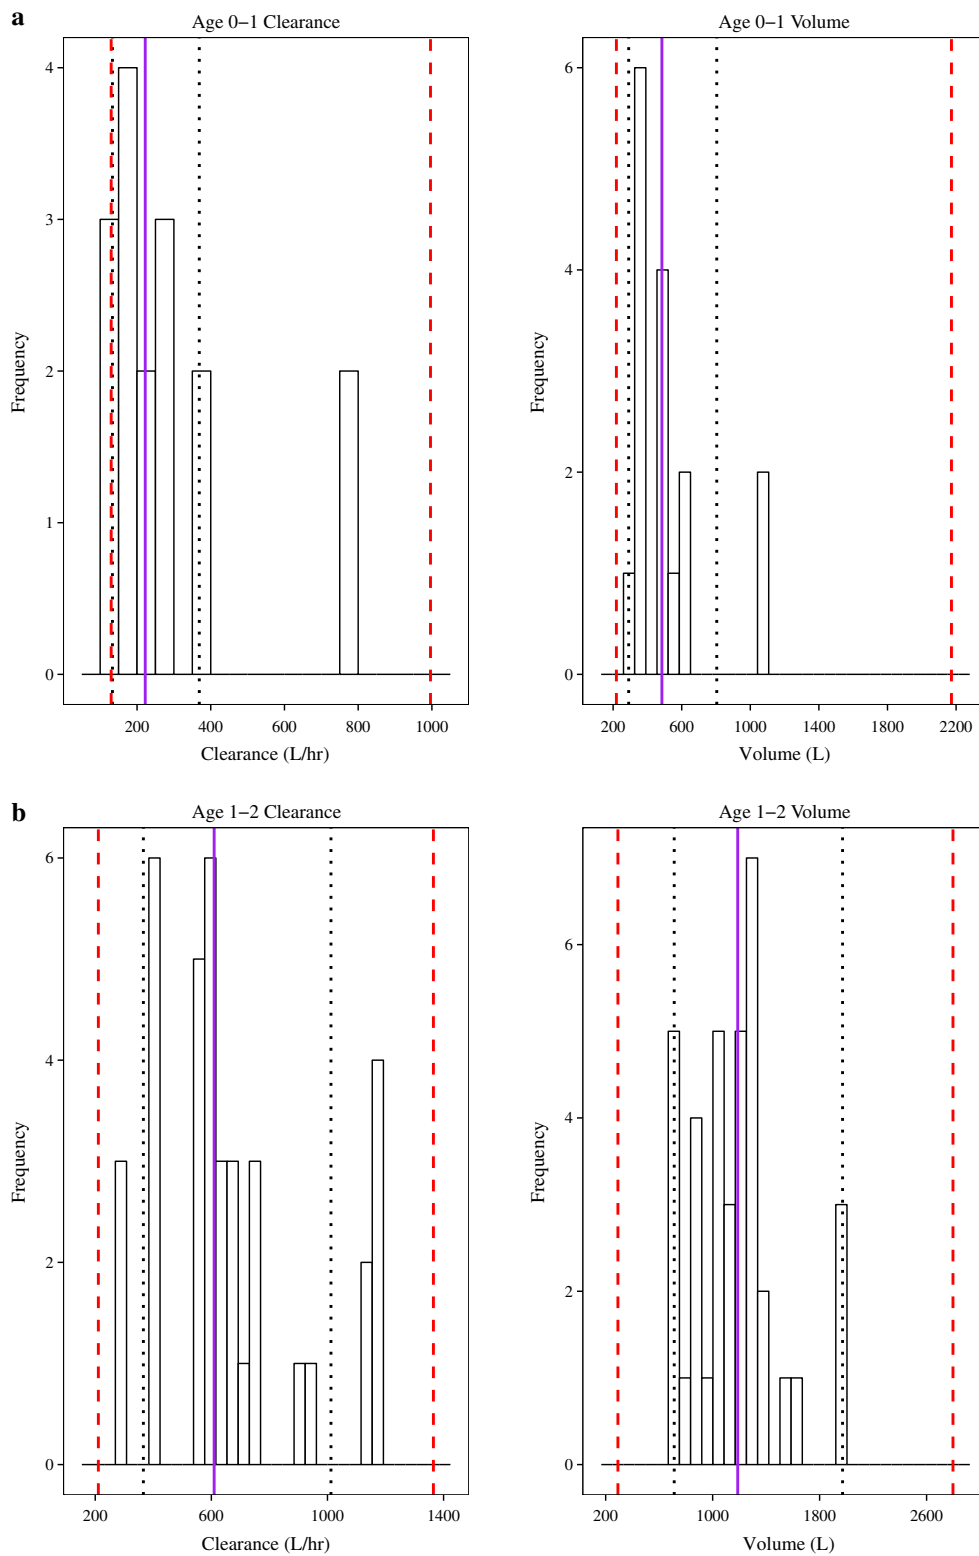 a
Age 0−1 Clearance
Age 0−1 Volume
Frequency
4
3
2
1
0
200 400 600 800 1000
Clearance (L/hr)
Frequency
6
4
2
0
200 600 1000 1400 1800 2200
Volume (L)
b
Age 1−2 Clearance
Age 1−2 Volume
Frequency
6
4
2
0
200 600 1000 1400
Clearance (L/hr)
Frequency
6
4
2
0
200 1000 1800 2600
Volume (L)